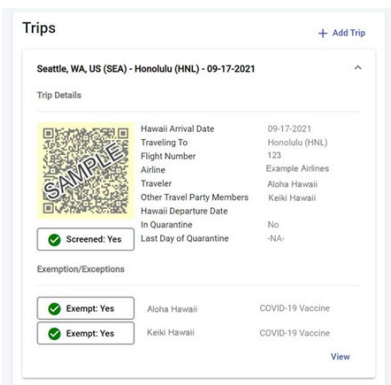 Trips
+ Add Trip
Seattle, WA, US (SEA) - Honolulu (HNL) - 09-17-2021
Trip Details
SAMPLE
Hawaii Arrival Date 09-17-2021
Traveling To Honolulu (HNL)
Flight Number 123
Airline Example Airlines
Traveler Aloha Hawaii
Other Travel Party Members Keiki Hawaii
Hawaii Departure Date
In Quarantine No
Screened: Yes Last Day of Quarantine -NA-
Exemption/Exceptions
Exempt: Yes Aloha Hawaii COVID-19 Vaccine
Exempt: Yes Keiki Hawaii COVID-19 Vaccine
View